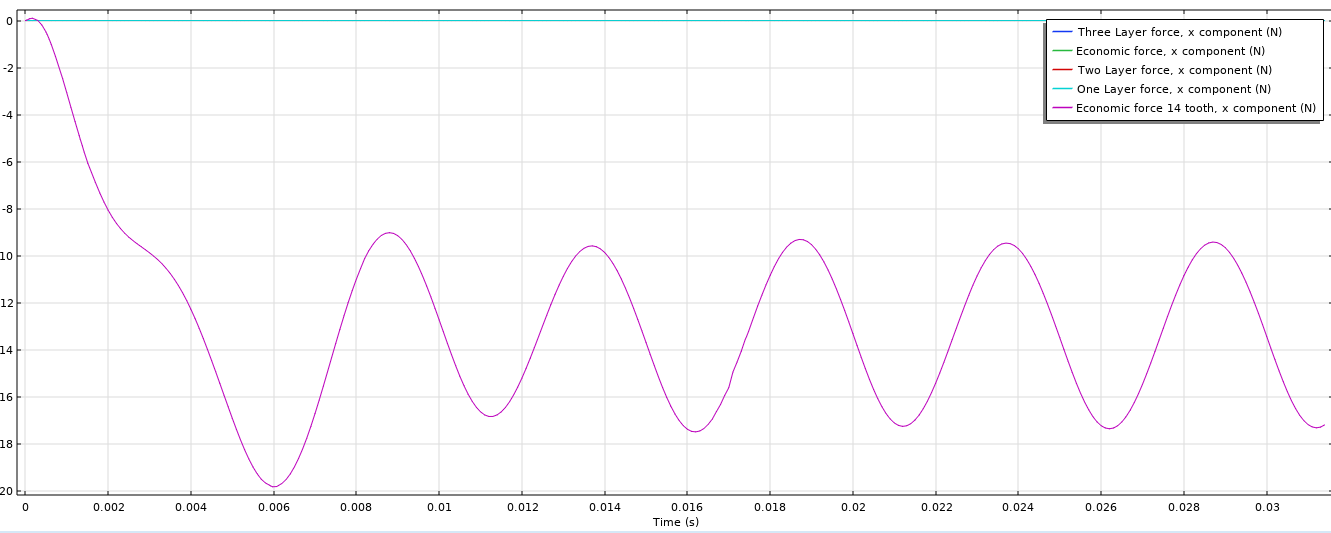 0
Three Layer force, x component (N)
Economic force, x component (N)
Two Layer force, x component (N)
One Layer force, x component (N)
Economic force 14 tooth, x component (N)
-2
-4
-6
-8
10
12
14
16
18
20
0 0.002 0.004 0.006 0.008 0.01 0.012 0.014 0.016 0.018 0.02 0.022 0.024 0.026 0.028 0.03
Time (s)